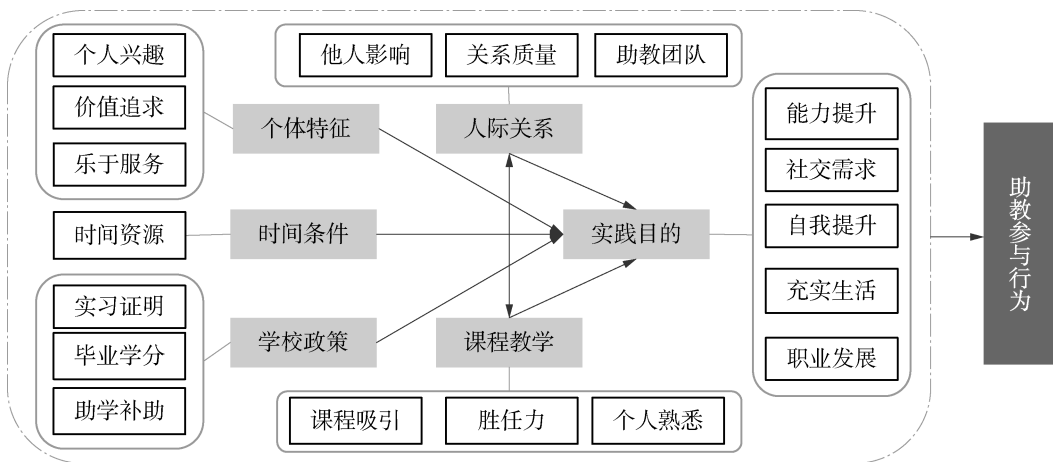 个人兴趣
价值追求
乐于服务
时间资源
实习证明
毕业学分
助学补助
个体特征
时间条件
学校政策
他人影响
关系质量
助教团队
人际关系
实践目的
课程教学
课程吸引
胜任力
个人熟悉
能力提升
社交需求
自我提升
充实生活
职业发展
助教参与行为